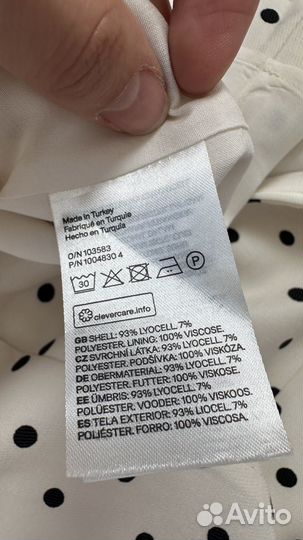 Made in Turkey
Fabriqué en Turquie
Hecho en Turquía
O/N 103583
P/N 1004830 4
30
P
clevercare.info
GB SHELL: 93% LYOCELL. 7%
POLYESTER. LINING: 100% VISCOSE.
CZ SVRCHNÍ LÁTKA: 93% LYOCELL. 7%
POLYESTER. PODŠÍVKA: 100% VISKÓZA.
DE OBERMATERIAL: 93% LYOCELL. 7%
POLYESTER. FUTTER: 100% VISKOSE.
EE ÜMBRIS: 93% LYOCELL. 7%
POLÜESTER. VOODER: 100% VISKOOS.
ES TELA EXTERIOR: 93% LIOCEL. 7%
POLIÉSTER. FORRO: 100% VISCOSA.
Avito